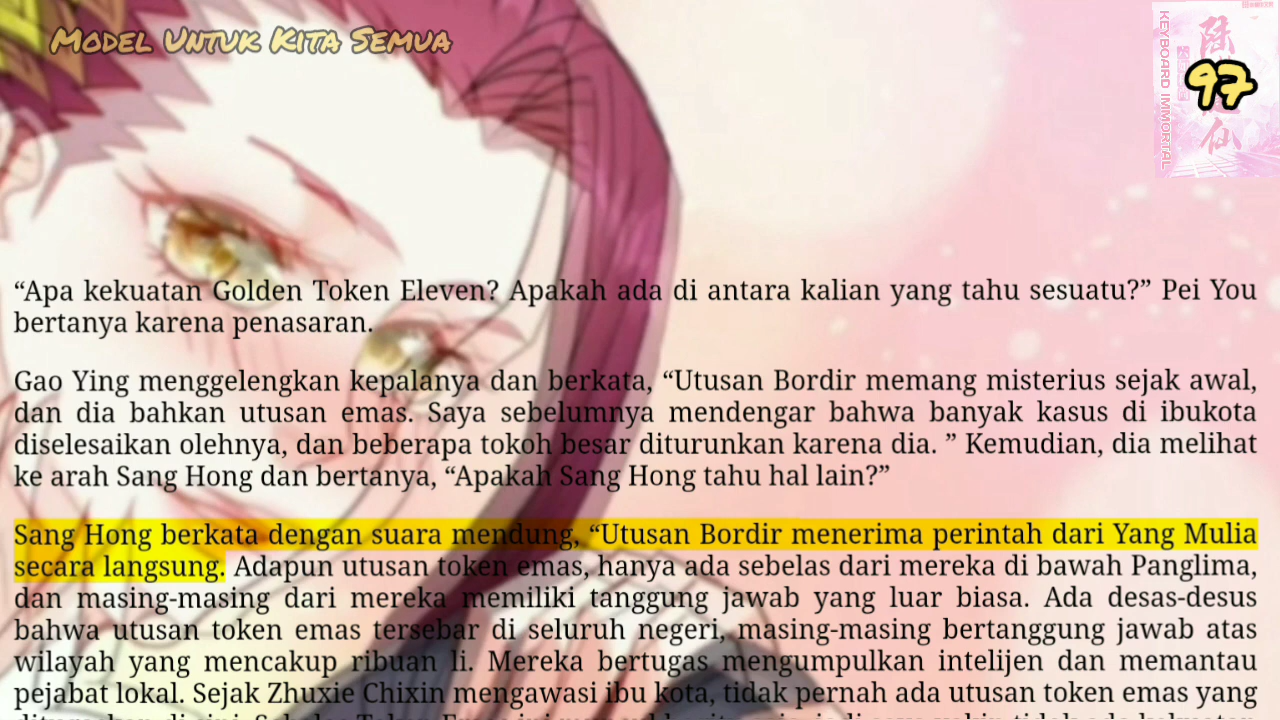 Model Untuk Kita Semua
KEYBOARD IMMORTAL
97
“Apa kekuatan Golden Token Eleven? Apakah ada di antara kalian yang tahu sesuatu?” Pei You
bertanya karena penasaran.
Gao Ying menggelengkan kepalanya dan berkata, “Utusan Bordir memang misterius sejak awal,
dan dia bahkan utusan emas. Saya sebelumnya mendengar bahwa banyak kasus di ibukota
diselesaikan olehnya, dan beberapa tokoh besar diturunkan karena dia. ” Kemudian, dia melihat
ke arah Sang Hong dan bertanya, “Apakah Sang Hong tahu hal lain?”
Sang Hong berkata dengan suara mendung, “Utusan Bordir menerima perintah dari Yang Mulia
secara langsung. Adapun utusan token emas, hanya ada sebelas dari mereka di bawah Panglima,
dan masing-masing dari mereka memiliki tanggung jawab yang luar biasa. Ada desas-desus
bahwa utusan token emas tersebar di seluruh negeri, masing-masing bertanggung jawab atas
wilayah yang mencakup ribuan li. Mereka bertugas mengumpulkan intelijen dan memantau
pejabat lokal. Sejak Zhuxie Chixin mengawasi ibu kota, tidak pernah ada utusan token emas yang